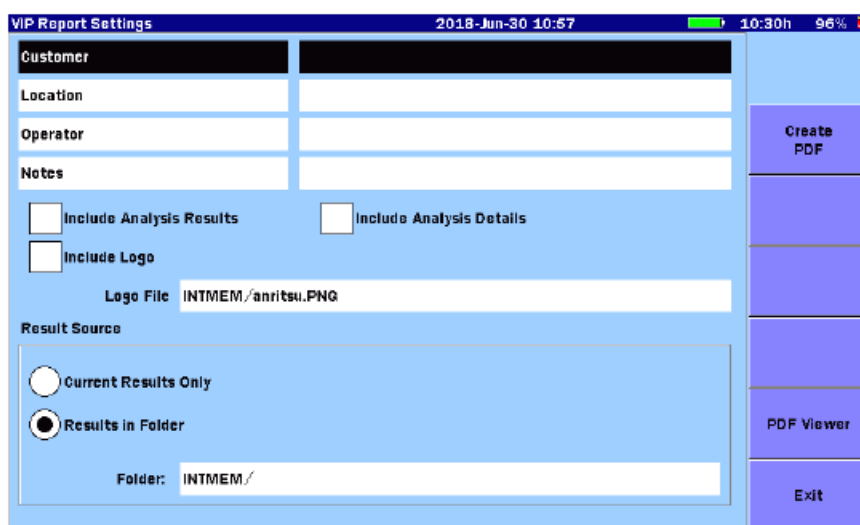 VIP Report Settings 2018-Jun-30 10:57 10:30h 96%
Customer
Location
Operator
Notes
Include Analysis Results Include Analysis Details
Include Logo
Logo File INTMEM/anritsu.PNG
Result Source
Current Results Only
Results in Folder
Folder: INTMEM/
Create
PDF
PDF Viewer
Exit